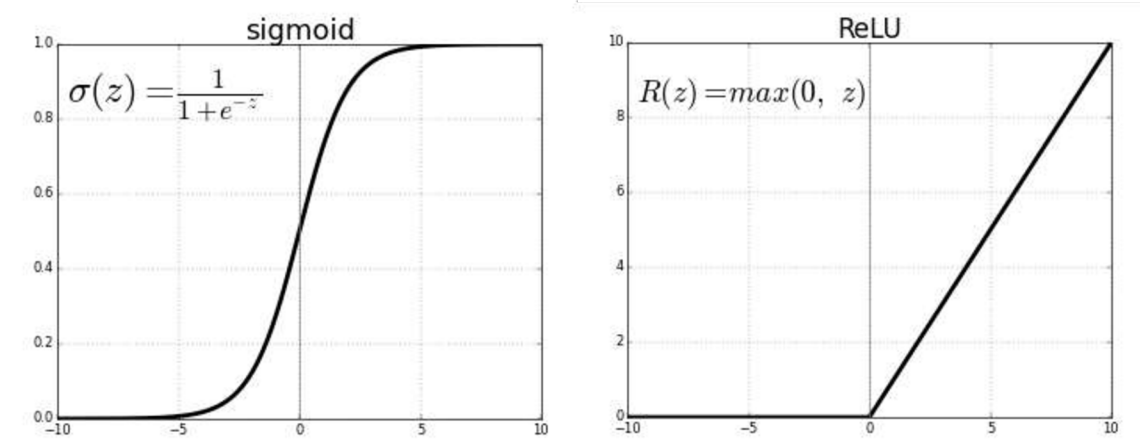 sigmoid
σ(z) = 1/(1+e^{-z})
1.0
0.8
0.6
0.4
0.2
0.0
−10 −5 0 5 10
ReLU
R(z) = max(0, z)
10
8
6
4
2
0
−10 −5 0 5 10